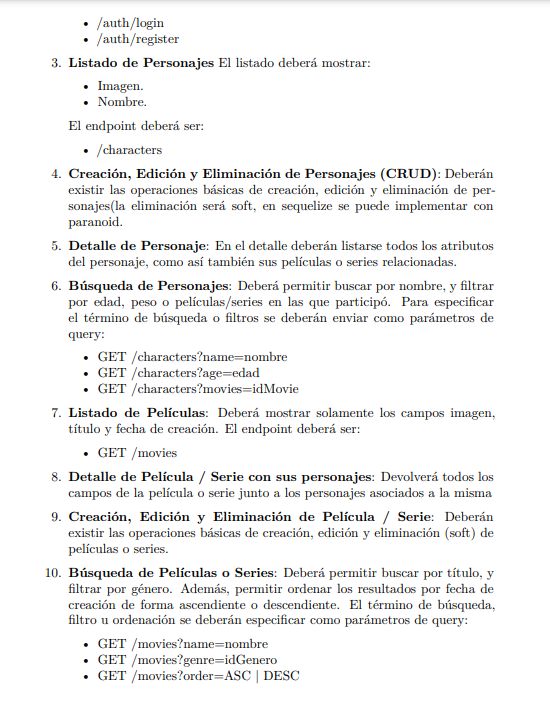 • /auth/login
• /auth/register
3. Listado de Personajes El listado deberá mostrar:
• Imagen.
• Nombre.
El endpoint deberá ser:
• /characters
4. Creación, Edición y Eliminación de Personajes (CRUD): Deberán
existir las operaciones básicas de creación, edición y eliminación de per-
sonajes(la eliminación será soft, en sequelize se puede implementar con
paranoid.
5. Detalle de Personaje: En el detalle deberán listarse todos los atributos
del personaje, como así también sus películas o series relacionadas.
6. Búsqueda de Personajes: Deberá permitir buscar por nombre, y filtrar
por edad, peso o películas/series en las que participó. Para especificar
el término de búsqueda o filtros se deberán enviar como parámetros de
query:
• GET /characters?name=nombre
• GET /characters?age=edad
• GET /characters?movies=idMovie
7. Listado de Películas: Deberá mostrar solamente los campos imagen,
título y fecha de creación. El endpoint deberá ser:
• GET /movies
8. Detalle de Película / Serie con sus personajes: Devolverá todos los
campos de la película o serie junto a los personajes asociados a la misma
9. Creación, Edición y Eliminación de Película / Serie: Deberán
existir las operaciones básicas de creación, edición y eliminación (soft) de
películas o series.
10. Búsqueda de Películas o Series: Deberá permitir buscar por título, y
filtrar por género. Además, permitir ordenar los resultados por fecha de
creación de forma ascendiente o descendiente. El término de búsqueda,
filtro u ordenación se deberán especificar como parámetros de query:
• GET /movies?name=nombre
• GET /movies?genre=idGenero
• GET /movies?order=ASC | DESC